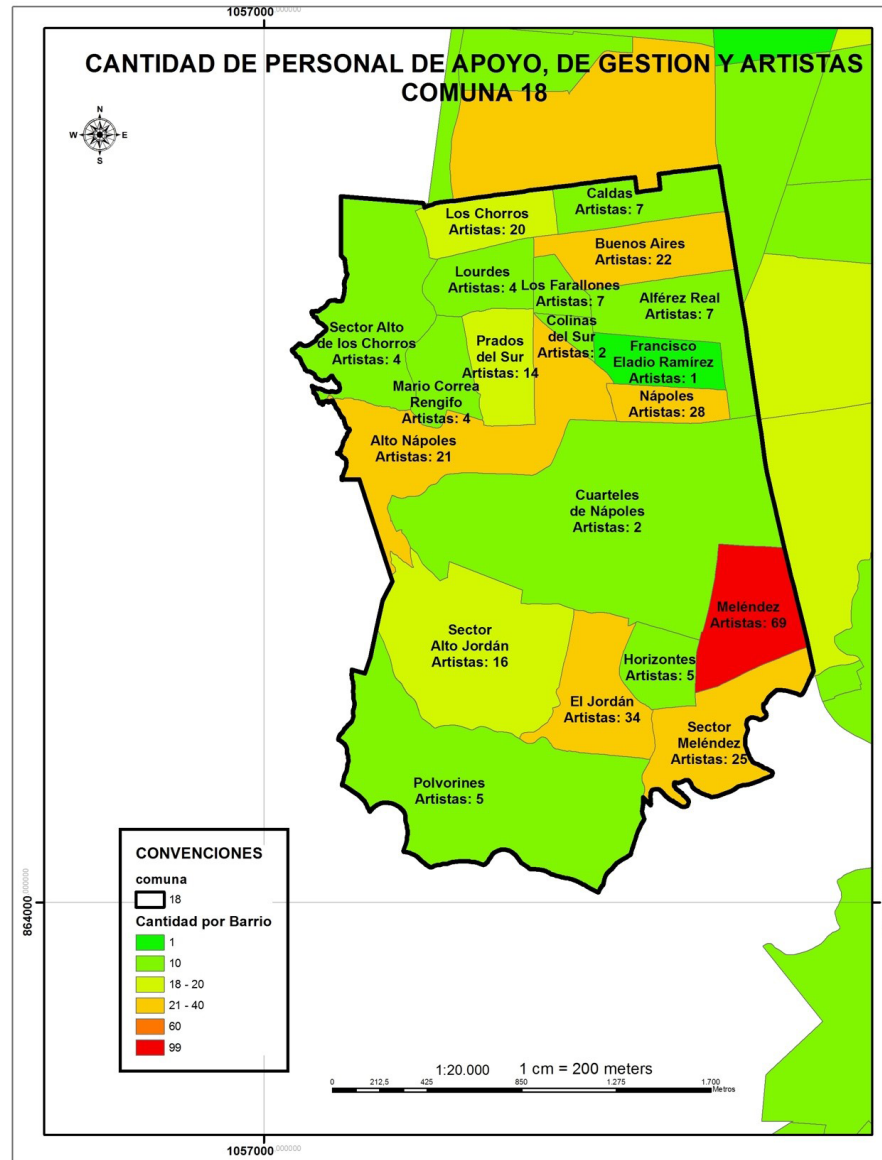 1057000.000000
CANTIDAD DE PERSONAL DE APOYO, DE GESTION Y ARTISTAS
COMUNA 18
N
W
E
S
Caldas
Artistas: 7
Los Chorros
Artistas: 20
Buenos Aires
Artistas: 22
Lourdes
Artistas: 4
Los Farallones
Artistas: 7
Alférez Real
Artistas: 7
Sector Alto
de los Chorros
Artistas: 4
Prados
del Sur
Artistas: 14
Colinas
del Sur
Artistas: 2
Francisco
Eladio Ramírez
Artistas: 1
Mario Correa
Rengifo
Artistas: 4
Nápoles
Artistas: 28
Alto Nápoles
Artistas: 21
Cuarteles
de Nápoles
Artistas: 2
Meléndez
Artistas: 69
Sector
Alto Jordán
Artistas: 16
Horizontes
Artistas: 5
El Jordán
Artistas: 34
Sector
Meléndez
Artistas: 25
Polvorines
Artistas: 5
CONVENCIONES
comuna
18
Cantidad por Barrio
1
10
18 - 20
21 - 40
60
99
864000.000000
1:20.000 1 cm = 200 meters
0 212,5 425 850 1.275 1.700
Metros
1057000.000000